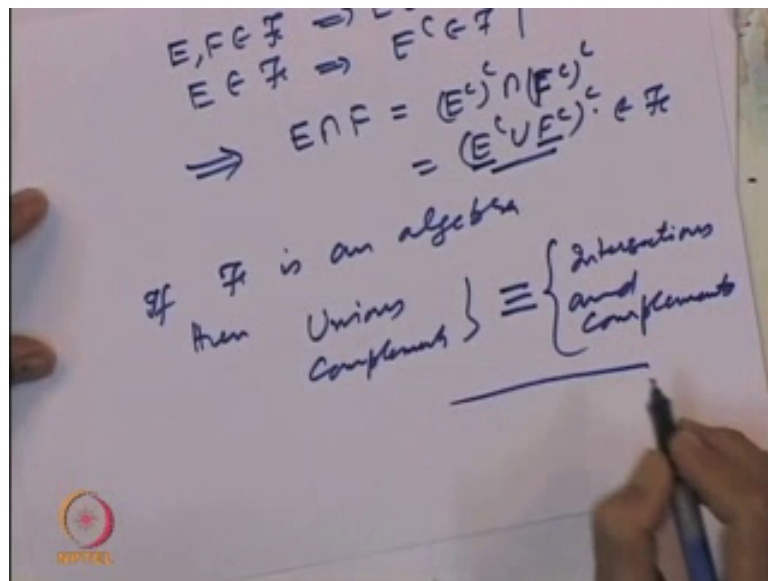 E, F ∈ ℱ ⇒ E
E ∈ ℱ ⇒ E^c ∈ ℱ
⇒ E ∩ F = (E^c)^c ∩ (F^c)^c
= (E^c ∪ F^c)^c ∈ ℱ
If ℱ is an algebra
then Unions Complements } ≡ { Intersections and complements
NPTEL